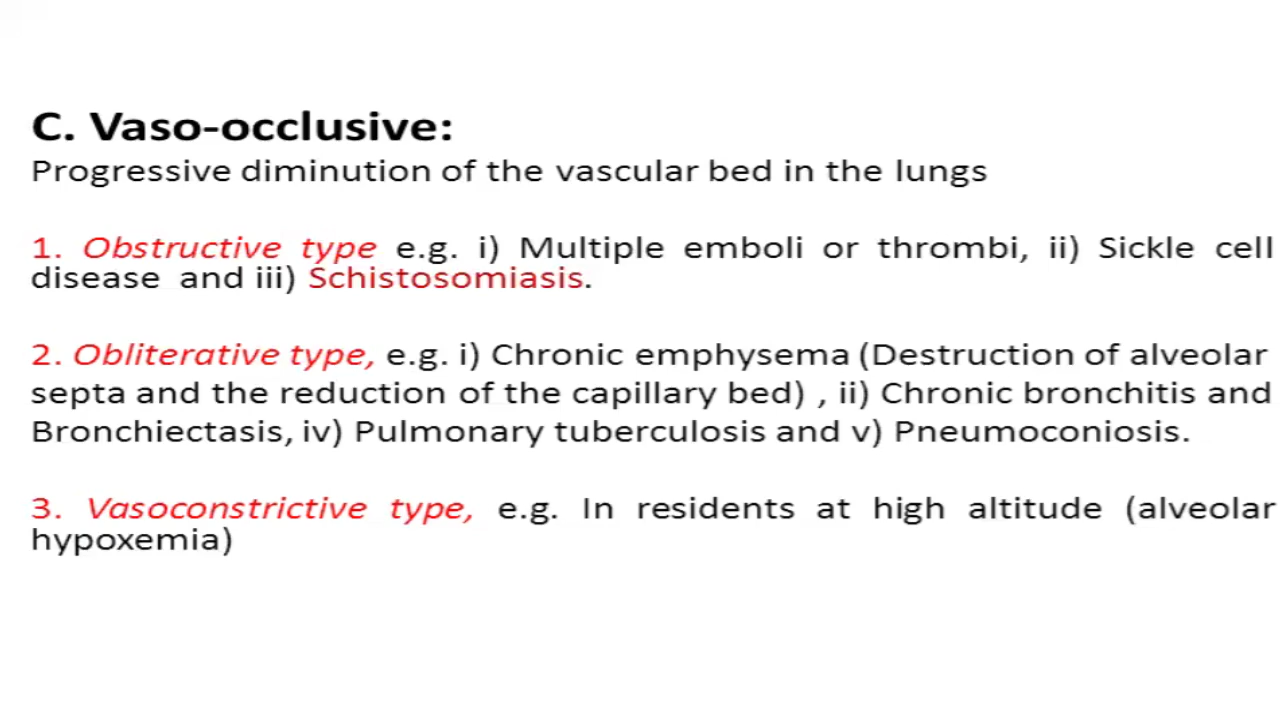 C. Vaso-occlusive:
Progressive diminution of the vascular bed in the lungs
1. Obstructive type e.g. i) Multiple emboli or thrombi, ii) Sickle cell
disease and iii) Schistosomiasis.
2. Obliterative type, e.g. i) Chronic emphysema (Destruction of alveolar
septa and the reduction of the capillary bed) , ii) Chronic bronchitis and
Bronchiectasis, iv) Pulmonary tuberculosis and v) Pneumoconiosis.
3. Vasoconstrictive type, e.g. In residents at high altitude (alveolar
hypoxemia)